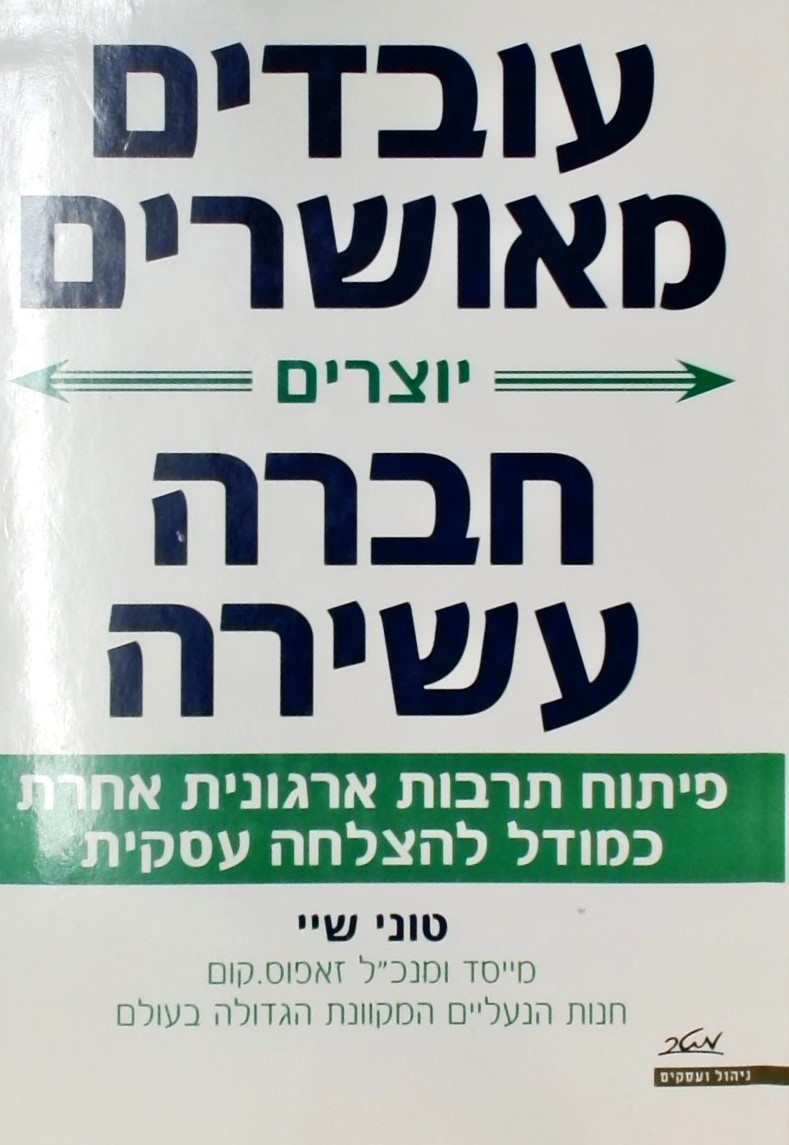 עובדים
מאושרים
יוצרים
חברה
עשירה
פיתוח תרבות ארגונית אחרת
כמודל להצלחה עסקית
טוני שיי
מייסד ומנכ״ל זאפוס.קום
חנות הנעליים המקוונת הגדולה בעולם
מטר
ניהול ועסקים